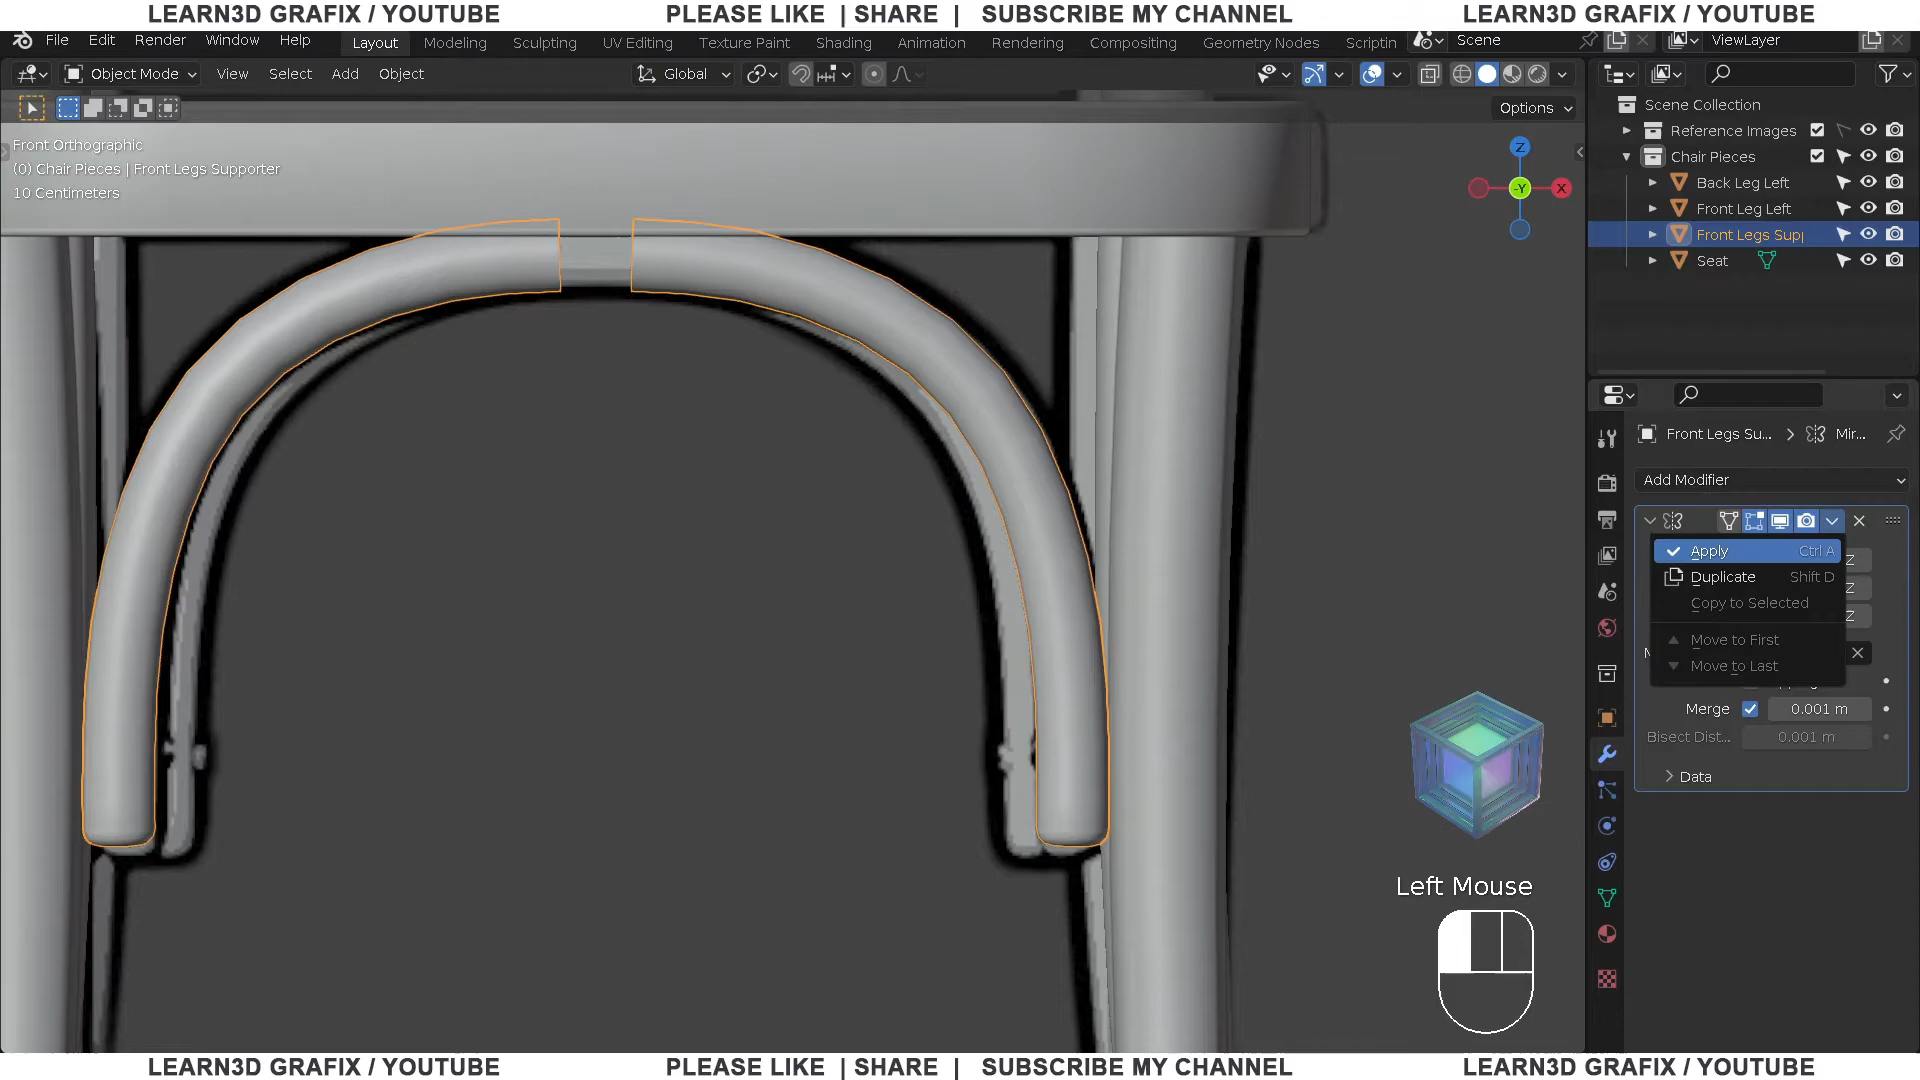 LEARN3D GRAFIX / YOUTUBE PLEASE LIKE | SHARE | SUBSCRIBE MY CHANNEL LEARN3D GRAFIX / YOUTUBE
File Edit Render Window Help Layout Modeling Sculpting UV Editing Texture Paint Shading Animation Rendering Compositing Geometry Nodes Scriptin Scene ViewLayer
Object Mode View Select Add Object Global
Options
Front Orthographic
(0) Chair Pieces | Front Legs Supporter
10 Centimeters
Z
-Y
X
Scene Collection
Reference Images
Chair Pieces
Back Leg Left
Front Leg Left
Front Legs Supp
Seat
Front Legs Su... Mir...
Add Modifier
Apply Ctrl A
Z
Duplicate Shift D
Z
Copy to Selected
Z
Move to First
Move to Last
Merge 0.001 m
Bisect Dist... 0.001 m
Data
Left Mouse
LEARN3D GRAFIX / YOUTUBE PLEASE LIKE | SHARE | SUBSCRIBE MY CHANNEL LEARN3D GRAFIX / YOUTUBE